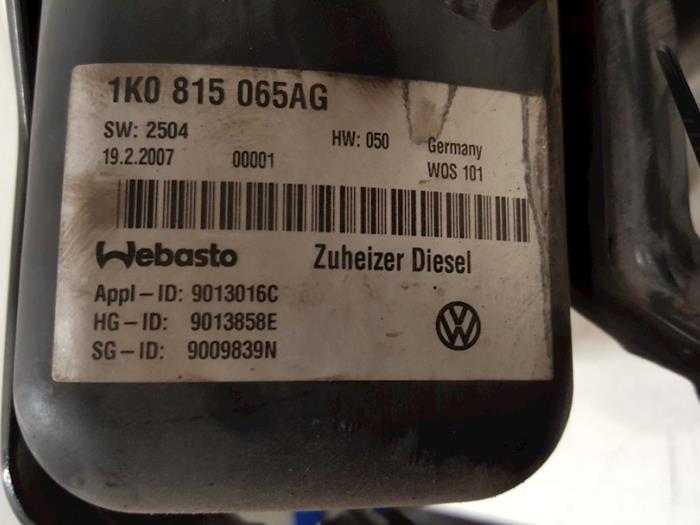 1K0 815 065AG
SW: 2504 HW: 050 Germany
19.2.2007 00001 WOS 101
Webasto Zuheizer Diesel
Appl-ID: 9013016C
HG-ID: 9013858E
SG-ID: 9009839N